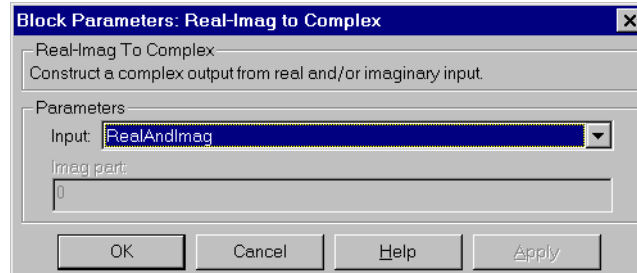 Block Parameters: Real-Imag to Complex
Real-Imag To Complex
Construct a complex output from real and/or imaginary input.
Parameters
Input: RealAndImag
Imag part:
0
OK Cancel Help Apply